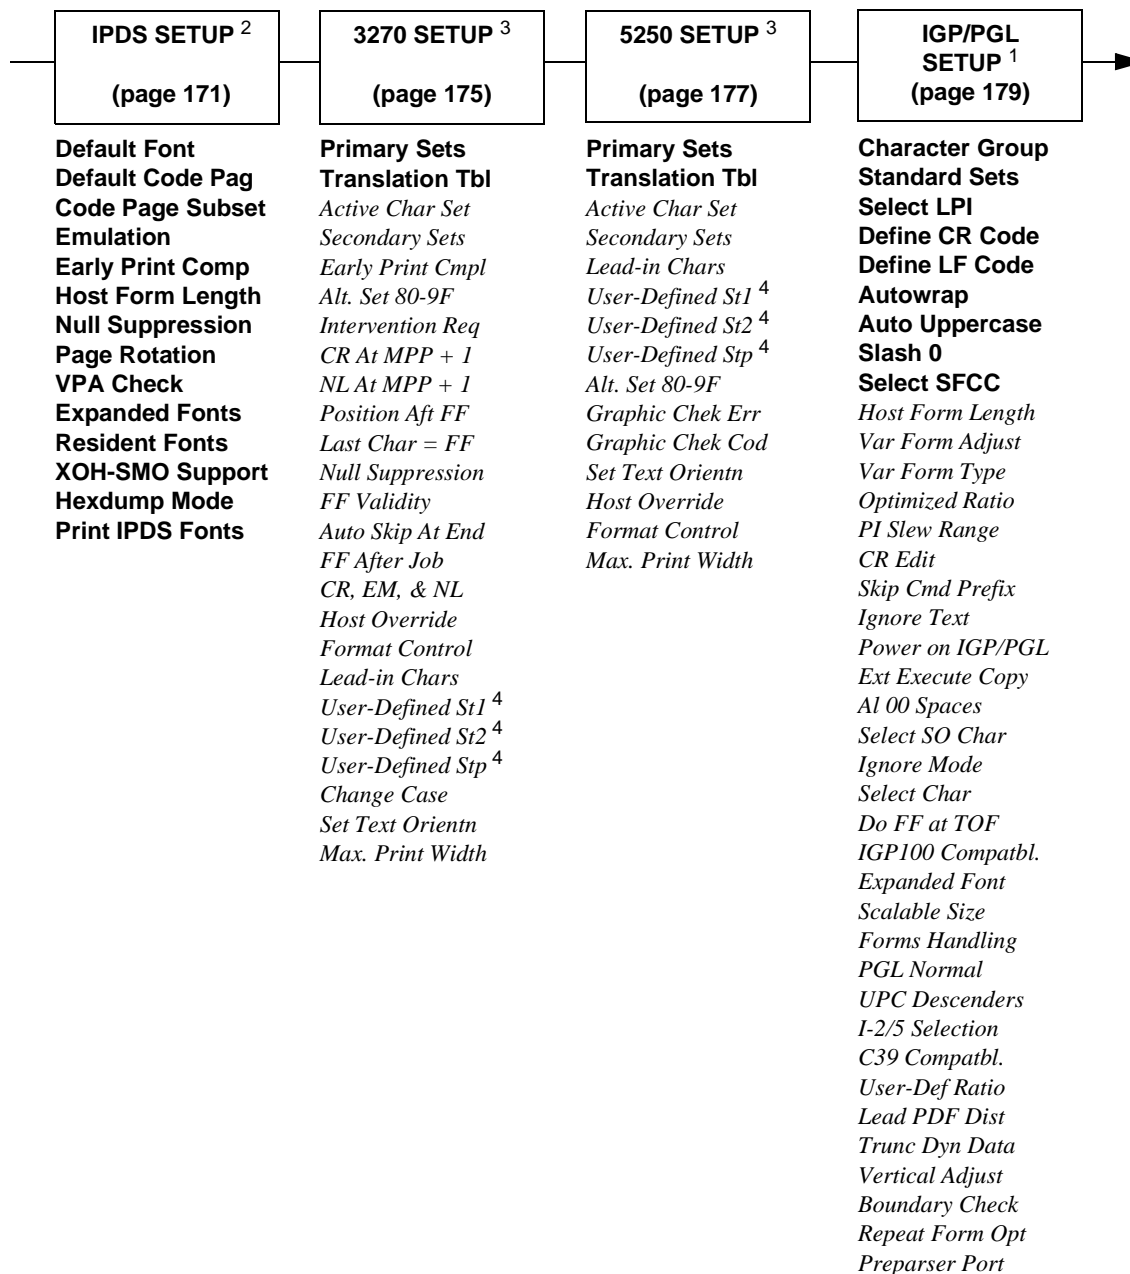 IPDS SETUP 2
(page 171)
Default Font
Default Code Pag
Code Page Subset
Emulation
Early Print Comp
Host Form Length
Null Suppression
Page Rotation
VPA Check
Expanded Fonts
Resident Fonts
XOH-SMO Support
Hexdump Mode
Print IPDS Fonts
3270 SETUP 3
(page 175)
Primary Sets
Translation Tbl
Active Char Set
Secondary Sets
Early Print Cmpl
Alt. Set 80-9F
Intervention Req
CR At MPP + 1
NL At MPP + 1
Position Aft FF
Last Char = FF
Null Suppression
FF Validity
Auto Skip At End
FF After Job
CR, EM, & NL
Host Override
Format Control
Lead-in Chars
User-Defined St1 4
User-Defined St2 4
User-Defined Stp 4
Change Case
Set Text Orientn
Max. Print Width
5250 SETUP 3
(page 177)
Primary Sets
Translation Tbl
Active Char Set
Secondary Sets
Lead-in Chars
User-Defined St1 4
User-Defined St2 4
User-Defined Stp 4
Alt. Set 80-9F
Graphic Chek Err
Graphic Chek Cod
Set Text Orientn
Host Override
Format Control
Max. Print Width
IGP/PGL
SETUP 1
(page 179)
Character Group
Standard Sets
Select LPI
Define CR Code
Define LF Code
Autowrap
Auto Uppercase
Slash 0
Select SFCC
Host Form Length
Var Form Adjust
Var Form Type
Optimized Ratio
PI Slew Range
CR Edit
Skip Cmd Prefix
Ignore Text
Power on IGP/PGL
Ext Execute Copy
Al 00 Spaces
Select SO Char
Ignore Mode
Select Char
Do FF at TOF
IGP100 Compatbl.
Expanded Font
Scalable Size
Forms Handling
PGL Normal
UPC Descenders
I-2/5 Selection
C39 Compatbl.
User-Def Ratio
Lead PDF Dist
Trunc Dyn Data
Vertical Adjust
Boundary Check
Repeat Form Opt
Preparser Port